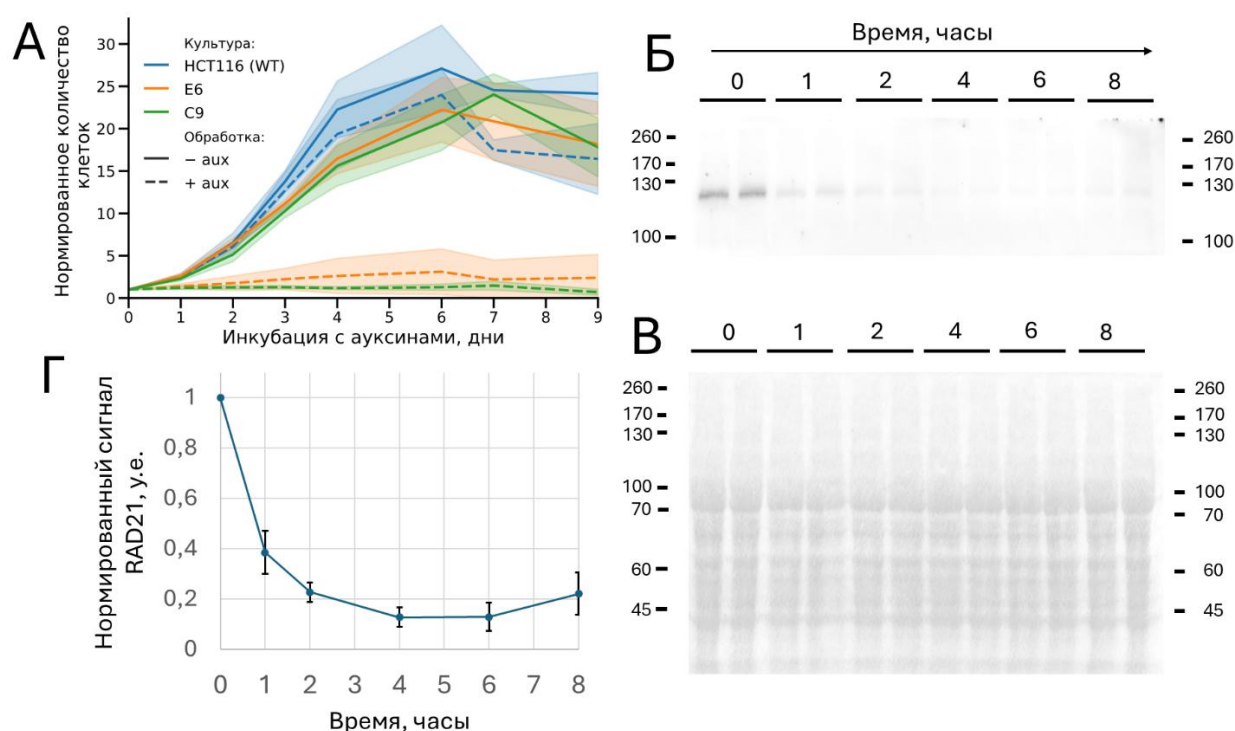 А
Нормированное количество
клеток
30
25
20
15
10
5
0
Культура:
HCT116 (WT)
E6
C9
Обработка:
− aux
+ aux
0 1 2 3 4 5 6 7 8 9
Инкубация с ауксинами, дни
Б
Время, часы
0 1 2 4 6 8
260 260
170 170
130 130
100 100
В
0 1 2 4 6 8
260 260
170 170
130 130
100 100
70 70
60 60
45 45
Г
Нормированный сигнал
RAD21, у.е.
1
0,8
0,6
0,4
0,2
0
0 1 2 3 4 5 6 7 8
Время, часы